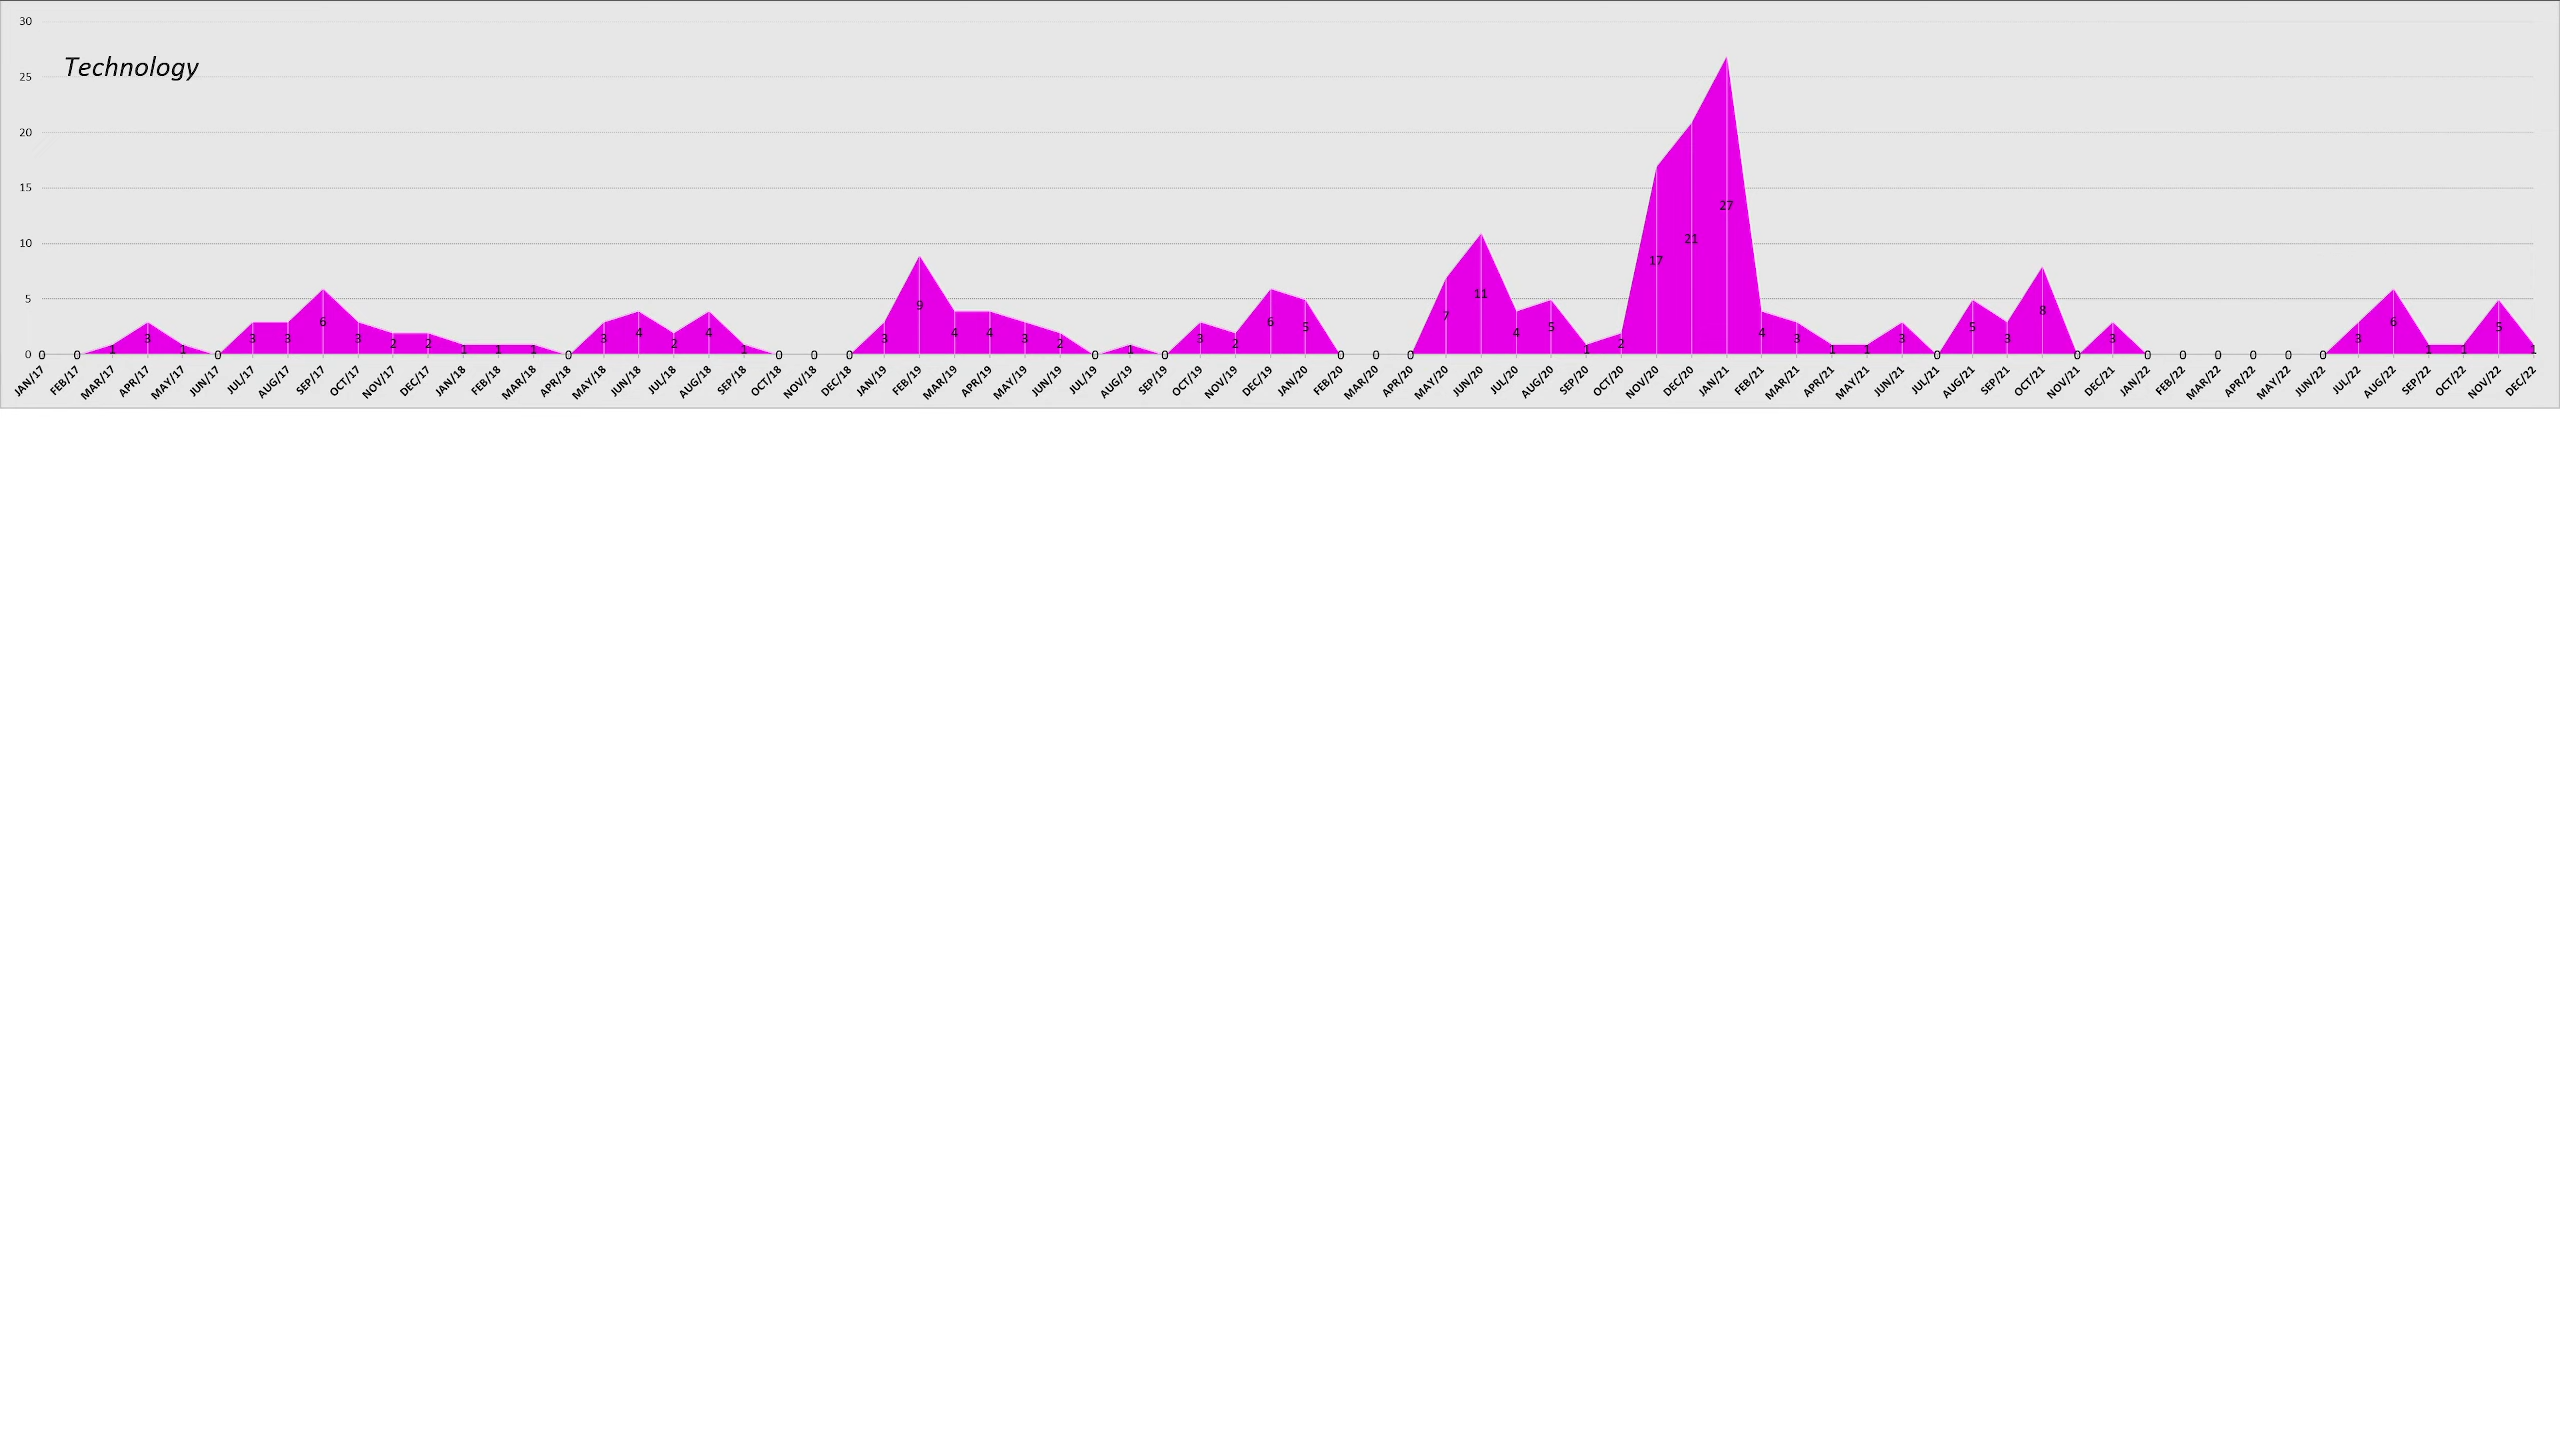 30
Technology
25
20
15
10
5
0
0 0 1 3 1 0 3 3 6 3 2 2 1 1 1 0 3 4 2 4 1 0 0 0 3 9 4 4 3 2 0 1 0 3 2 6 5 0 0 0 7 11 4 5 1 2 17 21 27 4 3 1 1 3 0 5 3 8 0 3 0 0 0 0 0 0 3 6 1 1 5 1
JAN/17 FEB/17 MAR/17 APR/17 MAY/17 JUN/17 JUL/17 AUG/17 SEP/17 OCT/17 NOV/17 DEC/17 JAN/18 FEB/18 MAR/18 APR/18 MAY/18 JUN/18 JUL/18 AUG/18 SEP/18 OCT/18 NOV/18 DEC/18 JAN/19 FEB/19 MAR/19 APR/19 MAY/19 JUN/19 JUL/19 AUG/19 SEP/19 OCT/19 NOV/19 DEC/19 JAN/20 FEB/20 MAR/20 APR/20 MAY/20 JUN/20 JUL/20 AUG/20 SEP/20 OCT/20 NOV/20 DEC/20 JAN/21 FEB/21 MAR/21 APR/21 MAY/21 JUN/21 JUL/21 AUG/21 SEP/21 OCT/21 NOV/21 DEC/21 JAN/22 FEB/22 MAR/22 APR/22 MAY/22 JUN/22 JUL/22 AUG/22 SEP/22 OCT/22 NOV/22 DEC/22